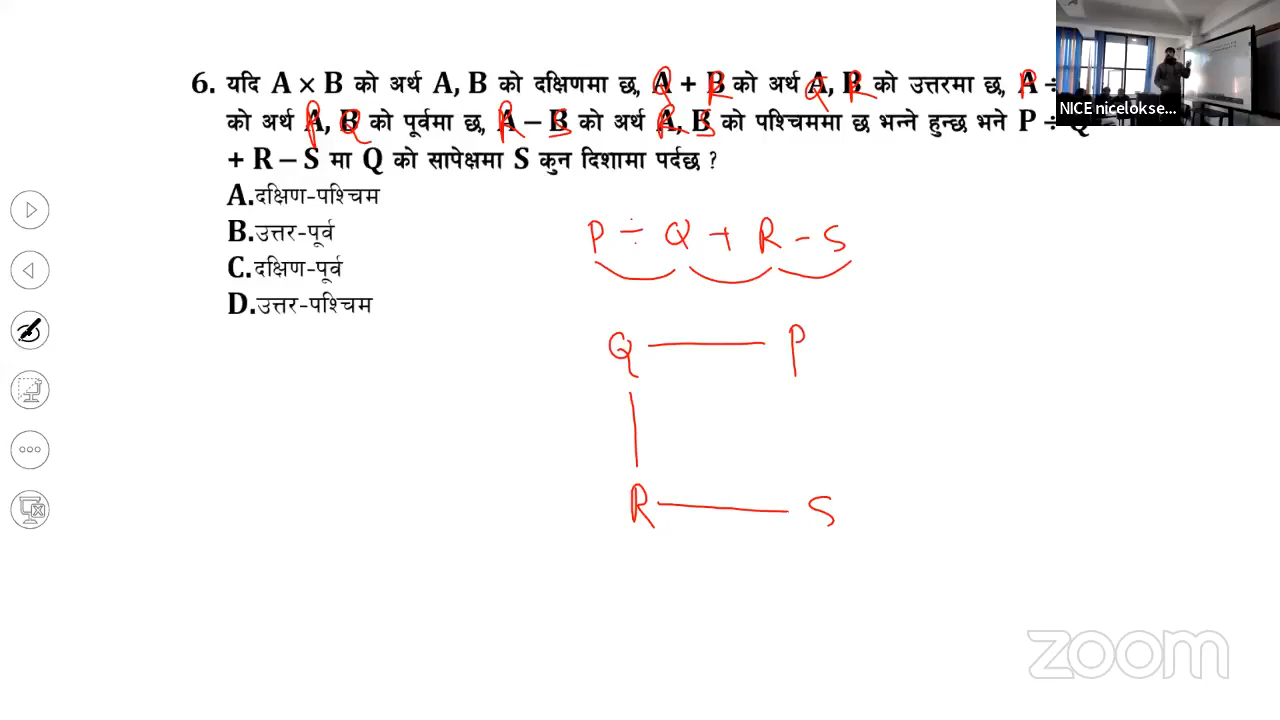 6. यदि A × B को अर्थ A, B को दक्षिणमा छ, A + B को अर्थ A, B को उत्तरमा छ, A ÷
Q R Q R P
को अर्थ A, B को पूर्वमा छ, A – B को अर्थ A, B को पश्चिममा छ भन्ने हुन्छ भने P ÷ Q
P Q R S R S
+ R – S मा Q को सापेक्षमा S कुन दिशामा पर्दछ ?
A.दक्षिण-पश्चिम
B.उत्तर-पूर्व
C.दक्षिण-पूर्व
D.उत्तर-पश्चिम
P ÷ Q + R – S
Q P
R S
NICE nicelokse...
zoom